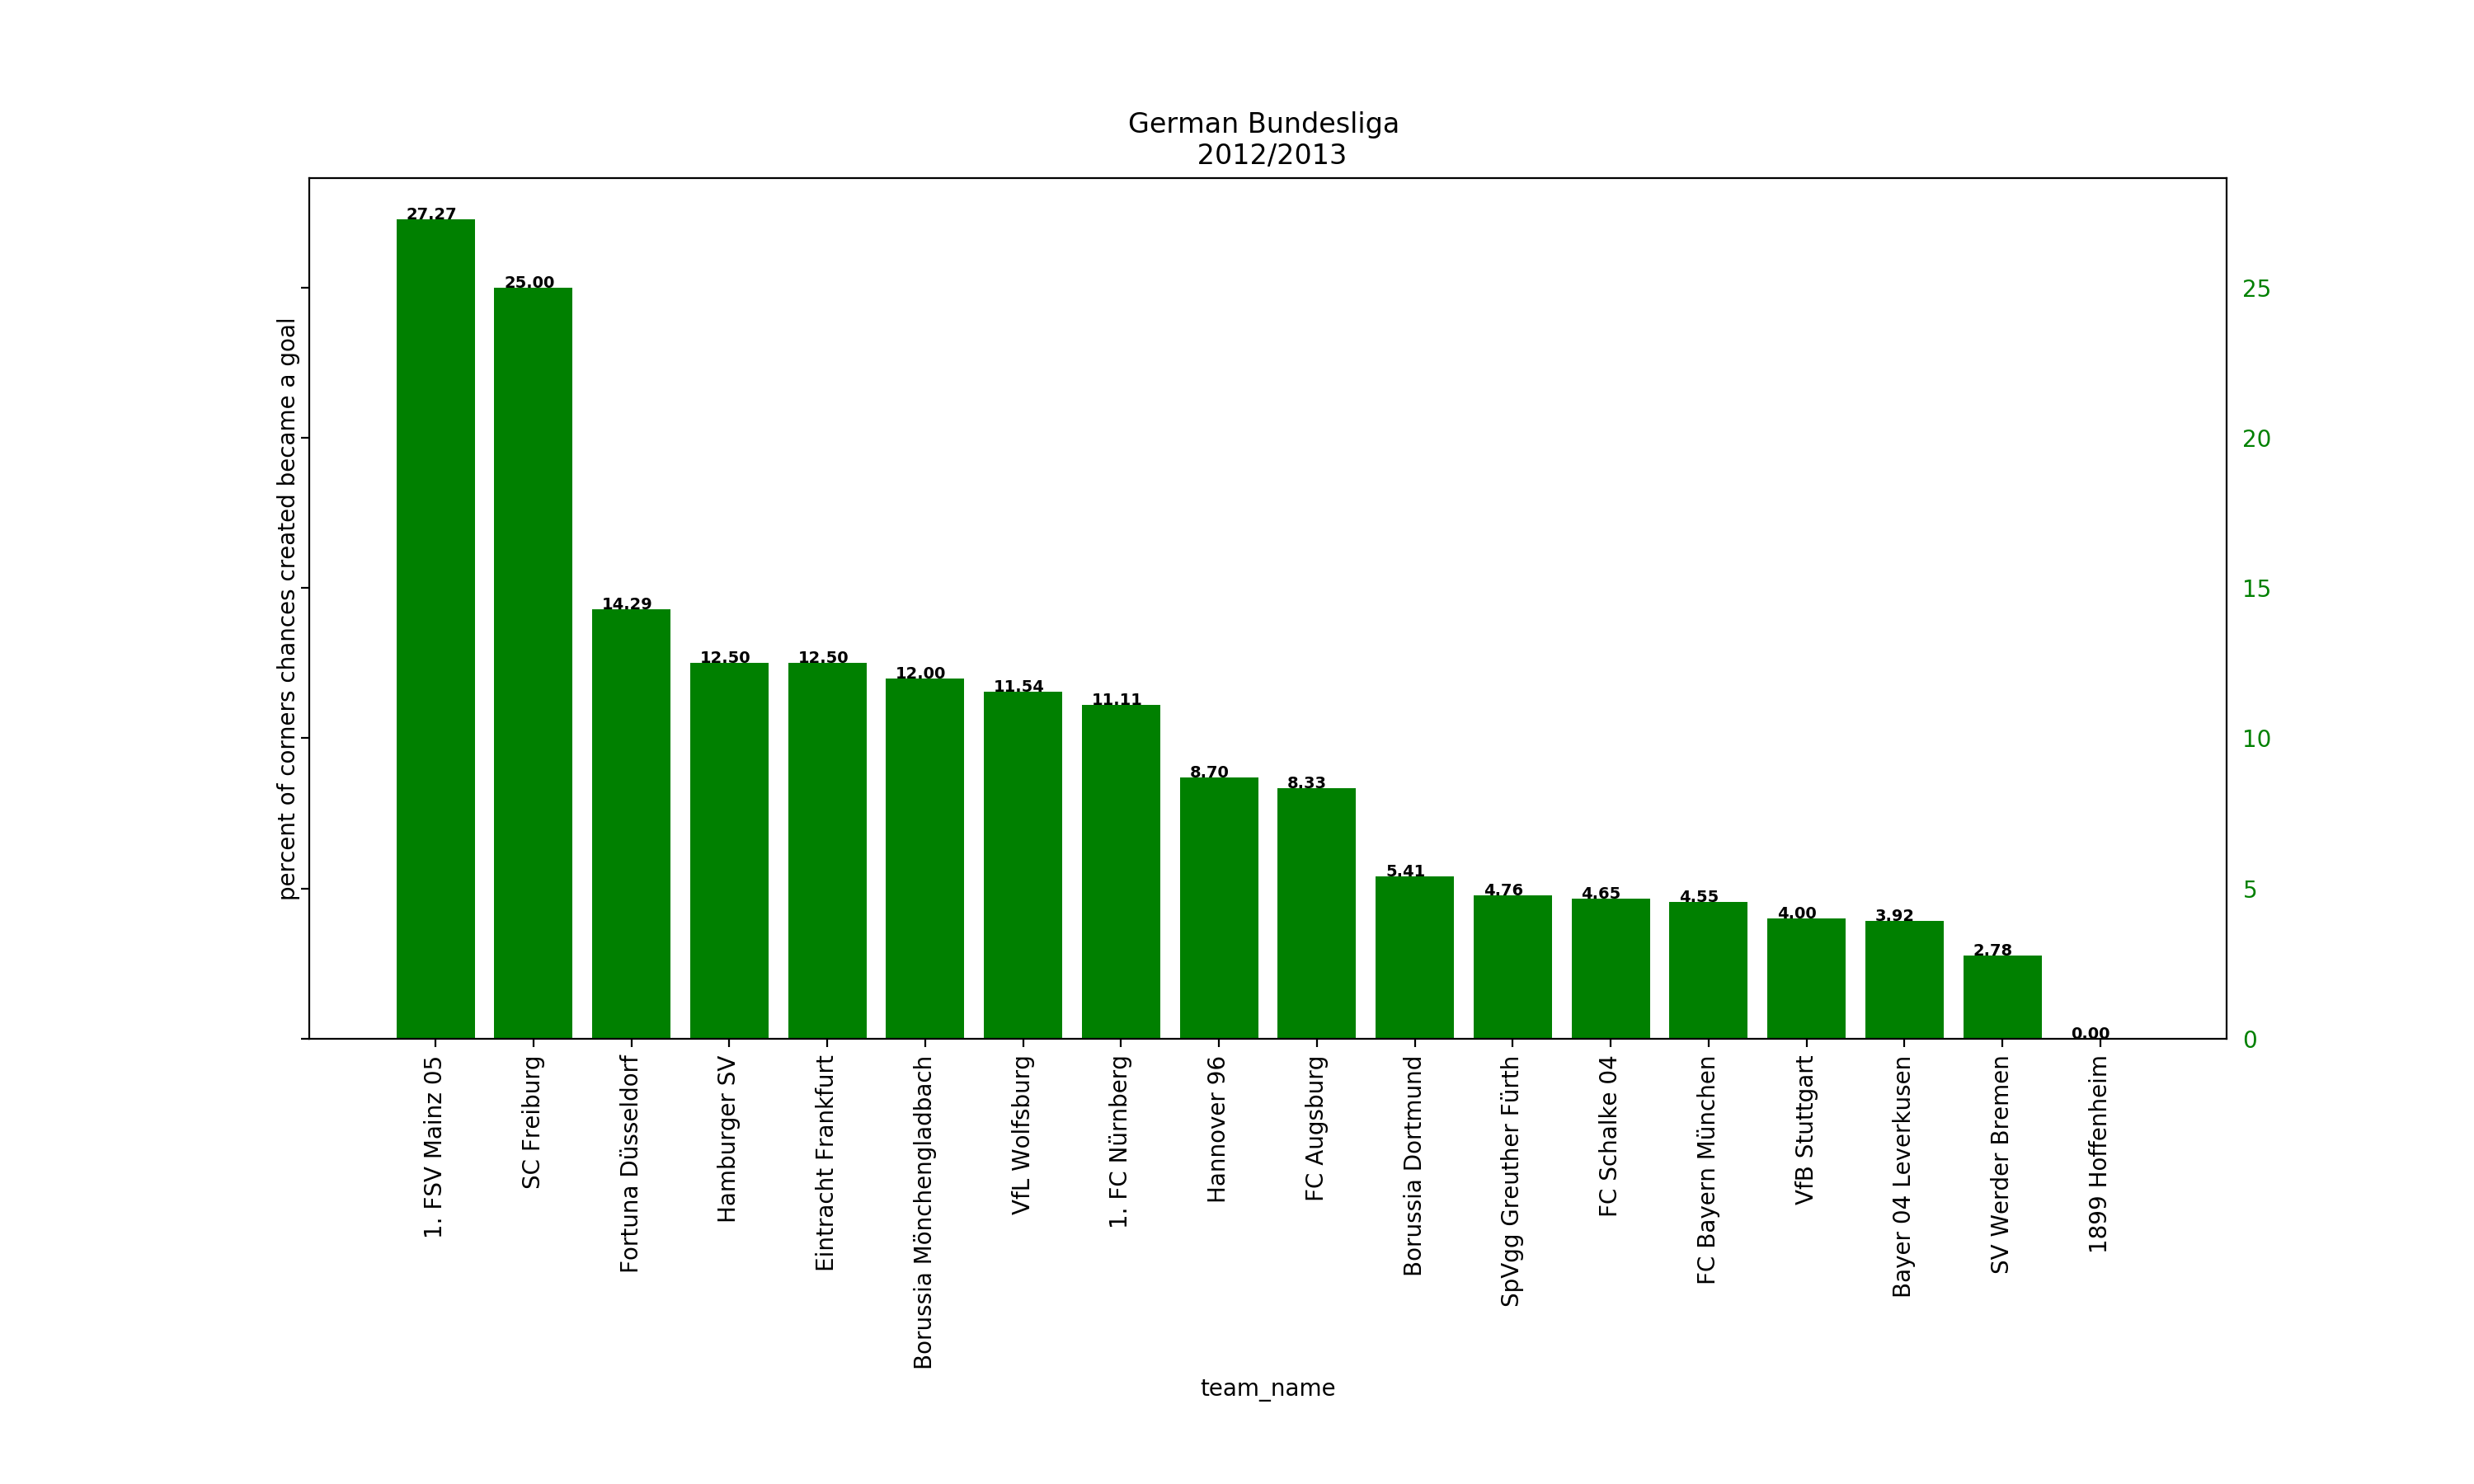 German Bundesliga
2012/2013
percent of corners chances created became a goal
27.27
25.00
14.29
12.50
12.50
12.00
11.54
11.11
8.70
8.33
5.41
4.76
4.65
4.55
4.00
3.92
2.78
0.00
25
20
15
10
5
0
1. FSV Mainz 05
SC Freiburg
Fortuna Düsseldorf
Hamburger SV
Eintracht Frankfurt
Borussia Mönchengladbach
VfL Wolfsburg
1. FC Nürnberg
Hannover 96
FC Augsburg
Borussia Dortmund
SpVgg Greuther Fürth
FC Schalke 04
FC Bayern München
VfB Stuttgart
Bayer 04 Leverkusen
SV Werder Bremen
1899 Hoffenheim
team_name